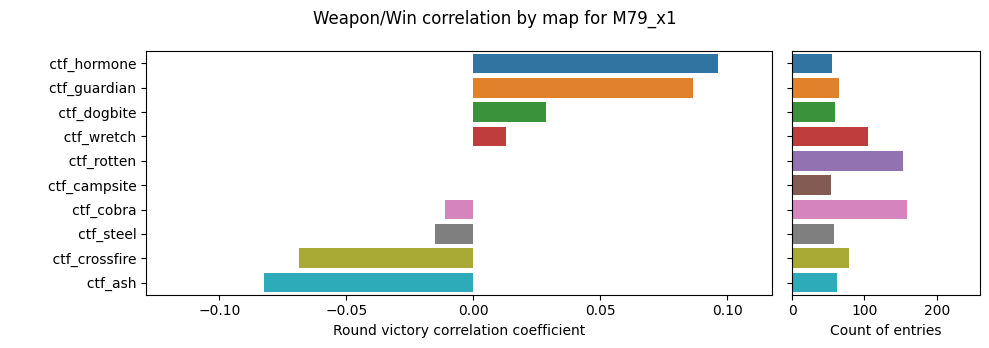 Weapon/Win correlation by map for M79_x1
ctf_hormone
ctf_guardian
ctf_dogbite
ctf_wretch
ctf_rotten
ctf_campsite
ctf_cobra
ctf_steel
ctf_crossfire
ctf_ash
−0.10 −0.05 0.00 0.05 0.10
Round victory correlation coefficient
0 100 200
Count of entries